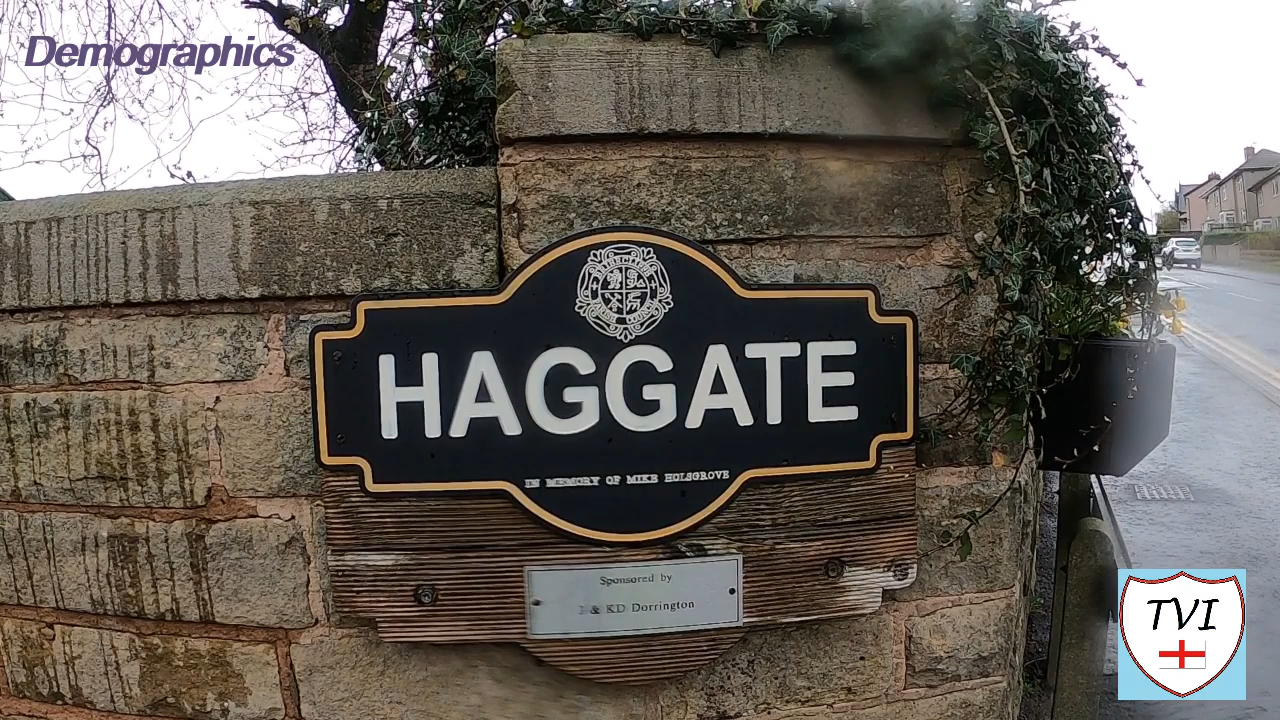 Demographics
HAGGATE
IN MEMORY OF MIKE HOLSGROVE
Sponsored by
& KD Dorrington
TVI